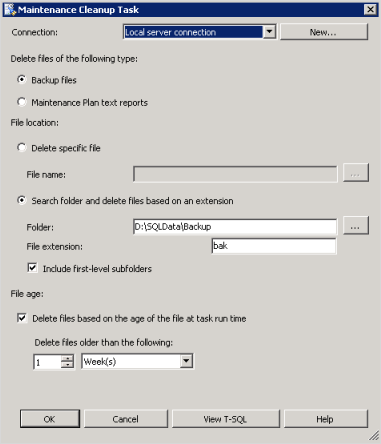 Maintenance Cleanup Task
Connection: Local server connection New...
Delete files of the following type:
Backup files
Maintenance Plan text reports
File location:
Delete specific file
File name: ...
Search folder and delete files based on an extension
Folder: D:\SQLData\Backup ...
File extension: bak
Include first-level subfolders
File age:
Delete files based on the age of the file at task run time
Delete files older than the following:
1 Week(s)
OK Cancel View T-SQL Help